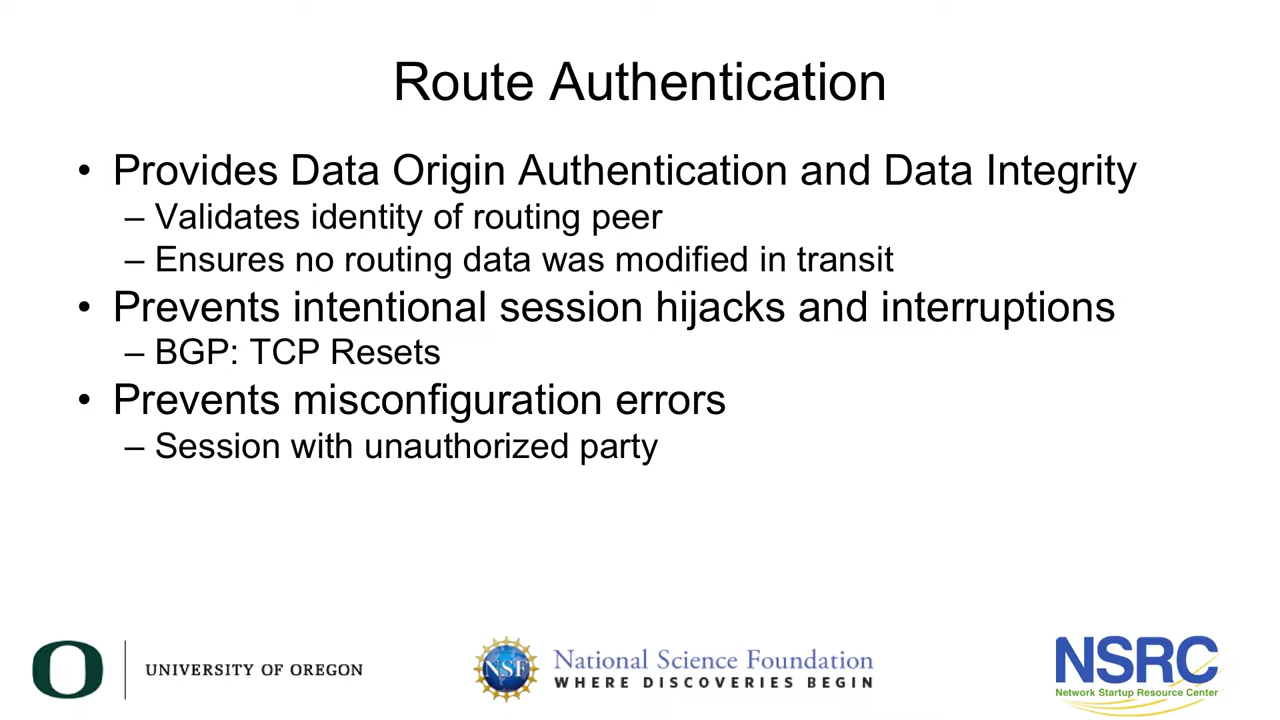 Route Authentication
• Provides Data Origin Authentication and Data Integrity
– Validates identity of routing peer
– Ensures no routing data was modified in transit
• Prevents intentional session hijacks and interruptions
– BGP: TCP Resets
• Prevents misconfiguration errors
– Session with unauthorized party
O
UNIVERSITY OF OREGON
NSF
National Science Foundation
WHERE DISCOVERIES BEGIN
NSRC
Network Startup Resource Center